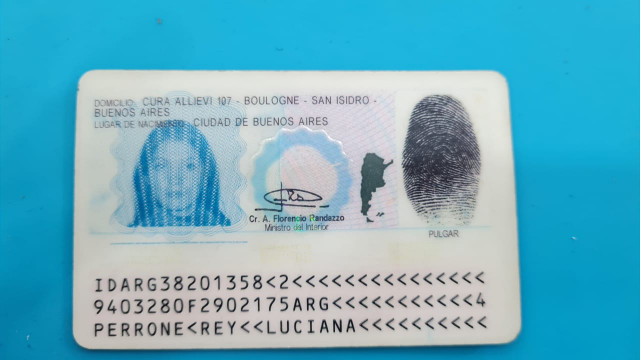 DOMICILIO: CURA ALLIEVI 107 - BOULOGNE - SAN ISIDRO -
BUENOS AIRES
LUGAR DE NACIMIENTO: CIUDAD DE BUENOS AIRES
Cr. A. Florencio Randazzo
Ministro del Interior
PULGAR
IDARG38201358<2<<<<<<<<<<<<<<<
9403280F2902175ARG<<<<<<<<<<<4
PERRONE<REY<<LUCIANA<<<<<<<<<<